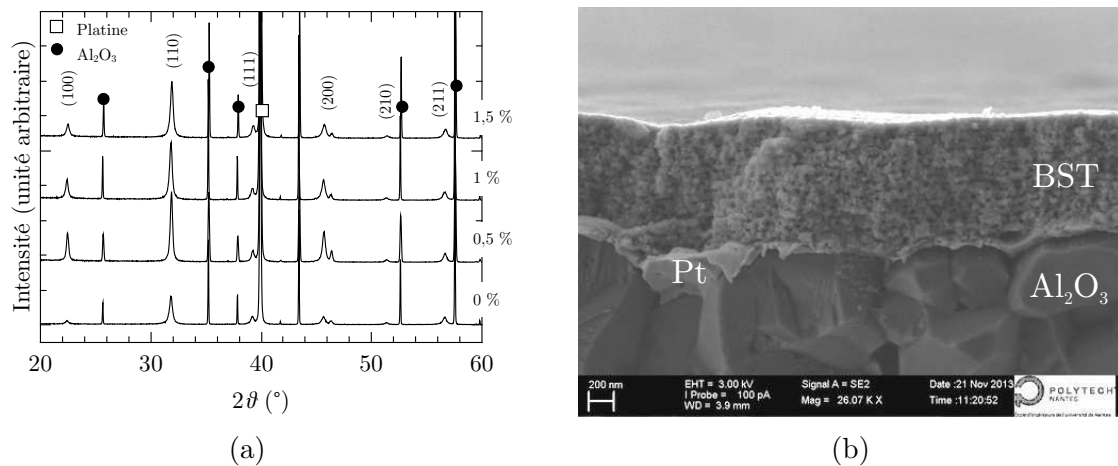 Platine
Al₂O₃
(100)
(110)
(111)
(200)
(210)
(211)
1,5 %
1 %
0,5 %
0 %
Intensité (unité arbitraire)
20 30 40 50 60
2ϑ (°)
(a)
BST
Pt
Al₂O₃
200 nm
EHT = 3.00 kV
I Probe = 100 pA
WD = 3.9 mm
Signal A = SE2
Mag = 26.07 K X
Date :21 Nov 2013
Time :11:20:52
POLYTECH
NANTES
(b)